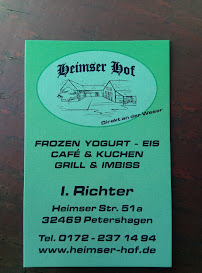 Heimser Hof
Direkt an der Weser
FROZEN YOGURT - EIS
CAFÉ & KUCHEN
GRILL & IMBISS
I. Richter
Heimser Str. 51a
32469 Petershagen
Tel. 0172 - 237 14 94
www.heimser-hof.de